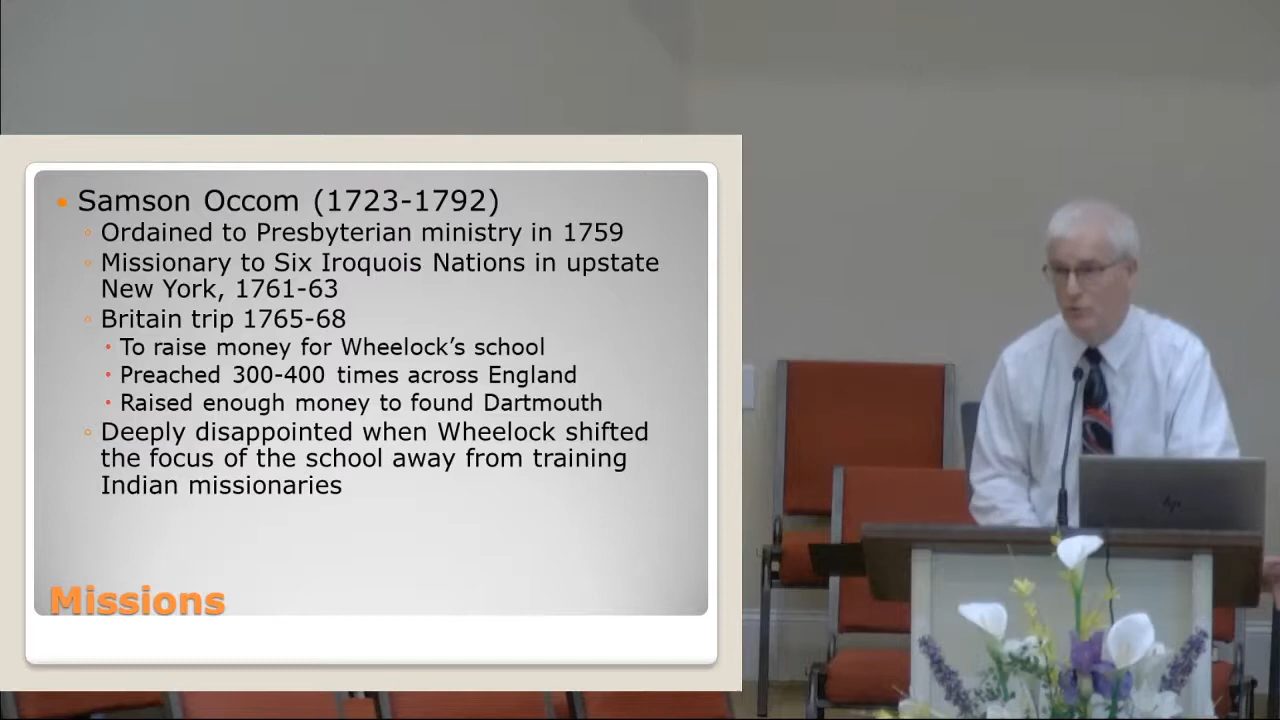 Samson Occom (1723-1792)
Ordained to Presbyterian ministry in 1759
Missionary to Six Iroquois Nations in upstate
New York, 1761-63
Britain trip 1765-68
To raise money for Wheelock's school
Preached 300-400 times across England
Raised enough money to found Dartmouth
Deeply disappointed when Wheelock shifted
the focus of the school away from training
Indian missionaries
Missions
hp